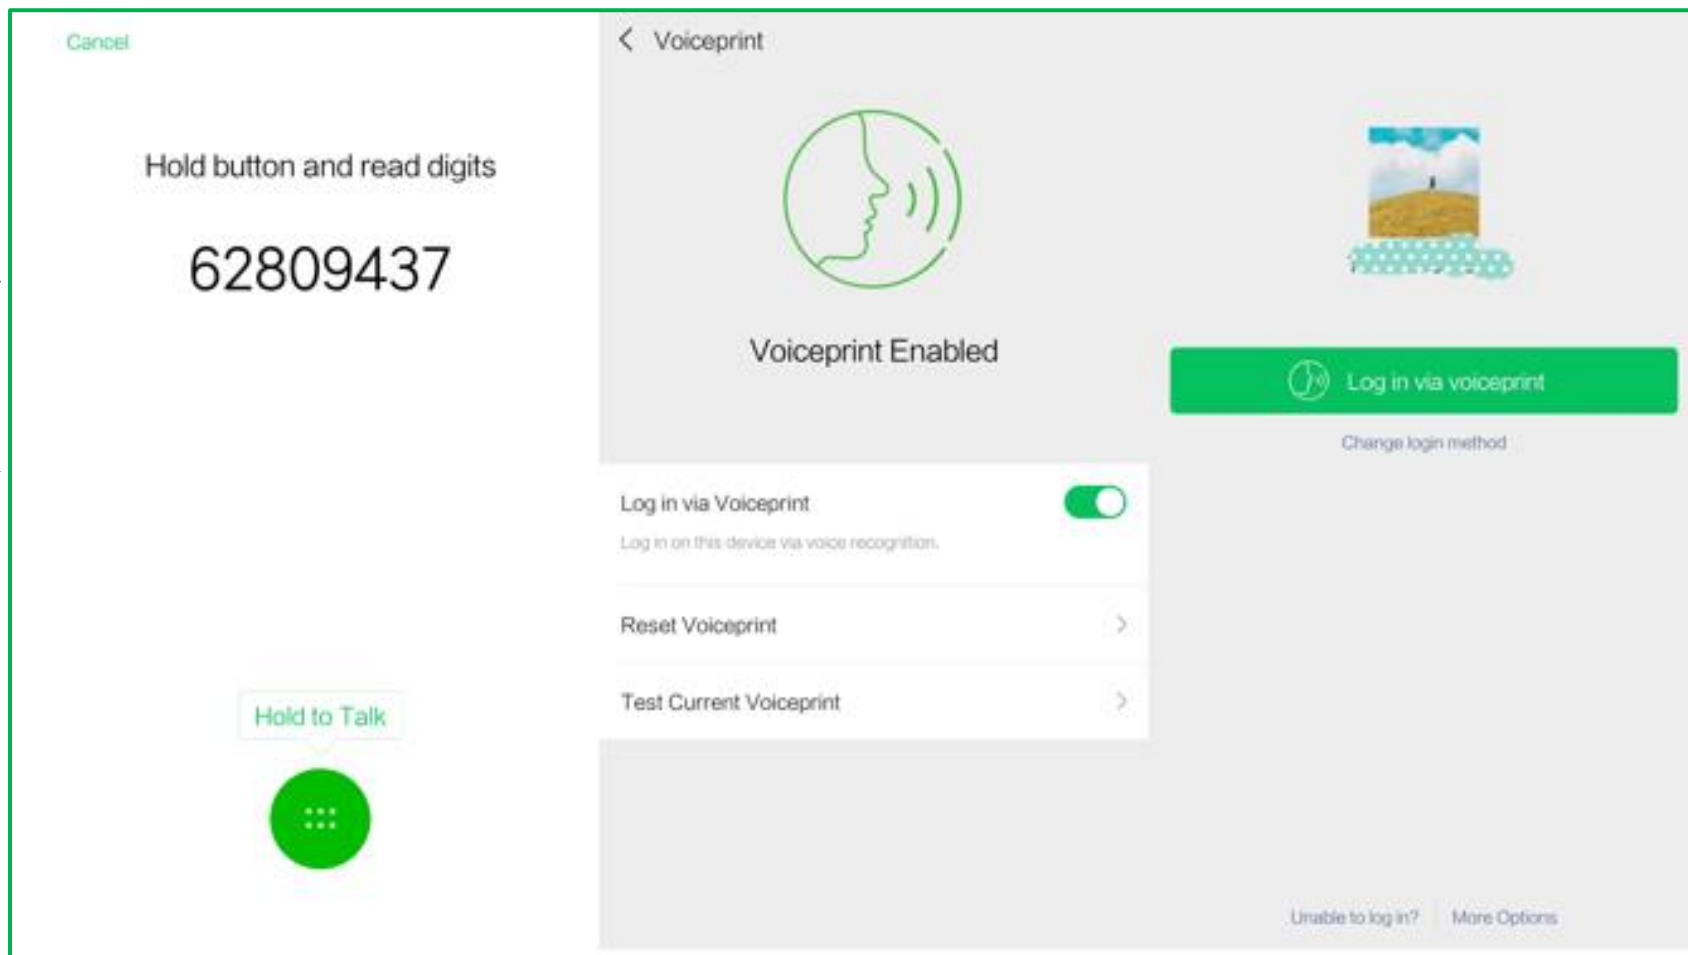 Cancel
Hold button and read digits
62809437
Hold to Talk
Voiceprint
Voiceprint Enabled
Log in via Voiceprint
Log in on this device via voice recognition.
Reset Voiceprint
Test Current Voiceprint
Log in via voiceprint
Change login method
Unable to log in?
More Options